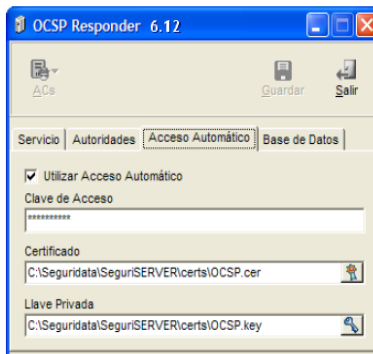 OCSP Responder 6.12
ACs Guardar Salir
Servicio Autoridades Acceso Automático Base de Datos
Utilizar Acceso Automático
Clave de Acceso
**********
Certificado
C:\Seguridata\SeguriSERVER\certs\OCSP.cer
Llave Privada
C:\Seguridata\SeguriSERVER\certs\OCSP.key